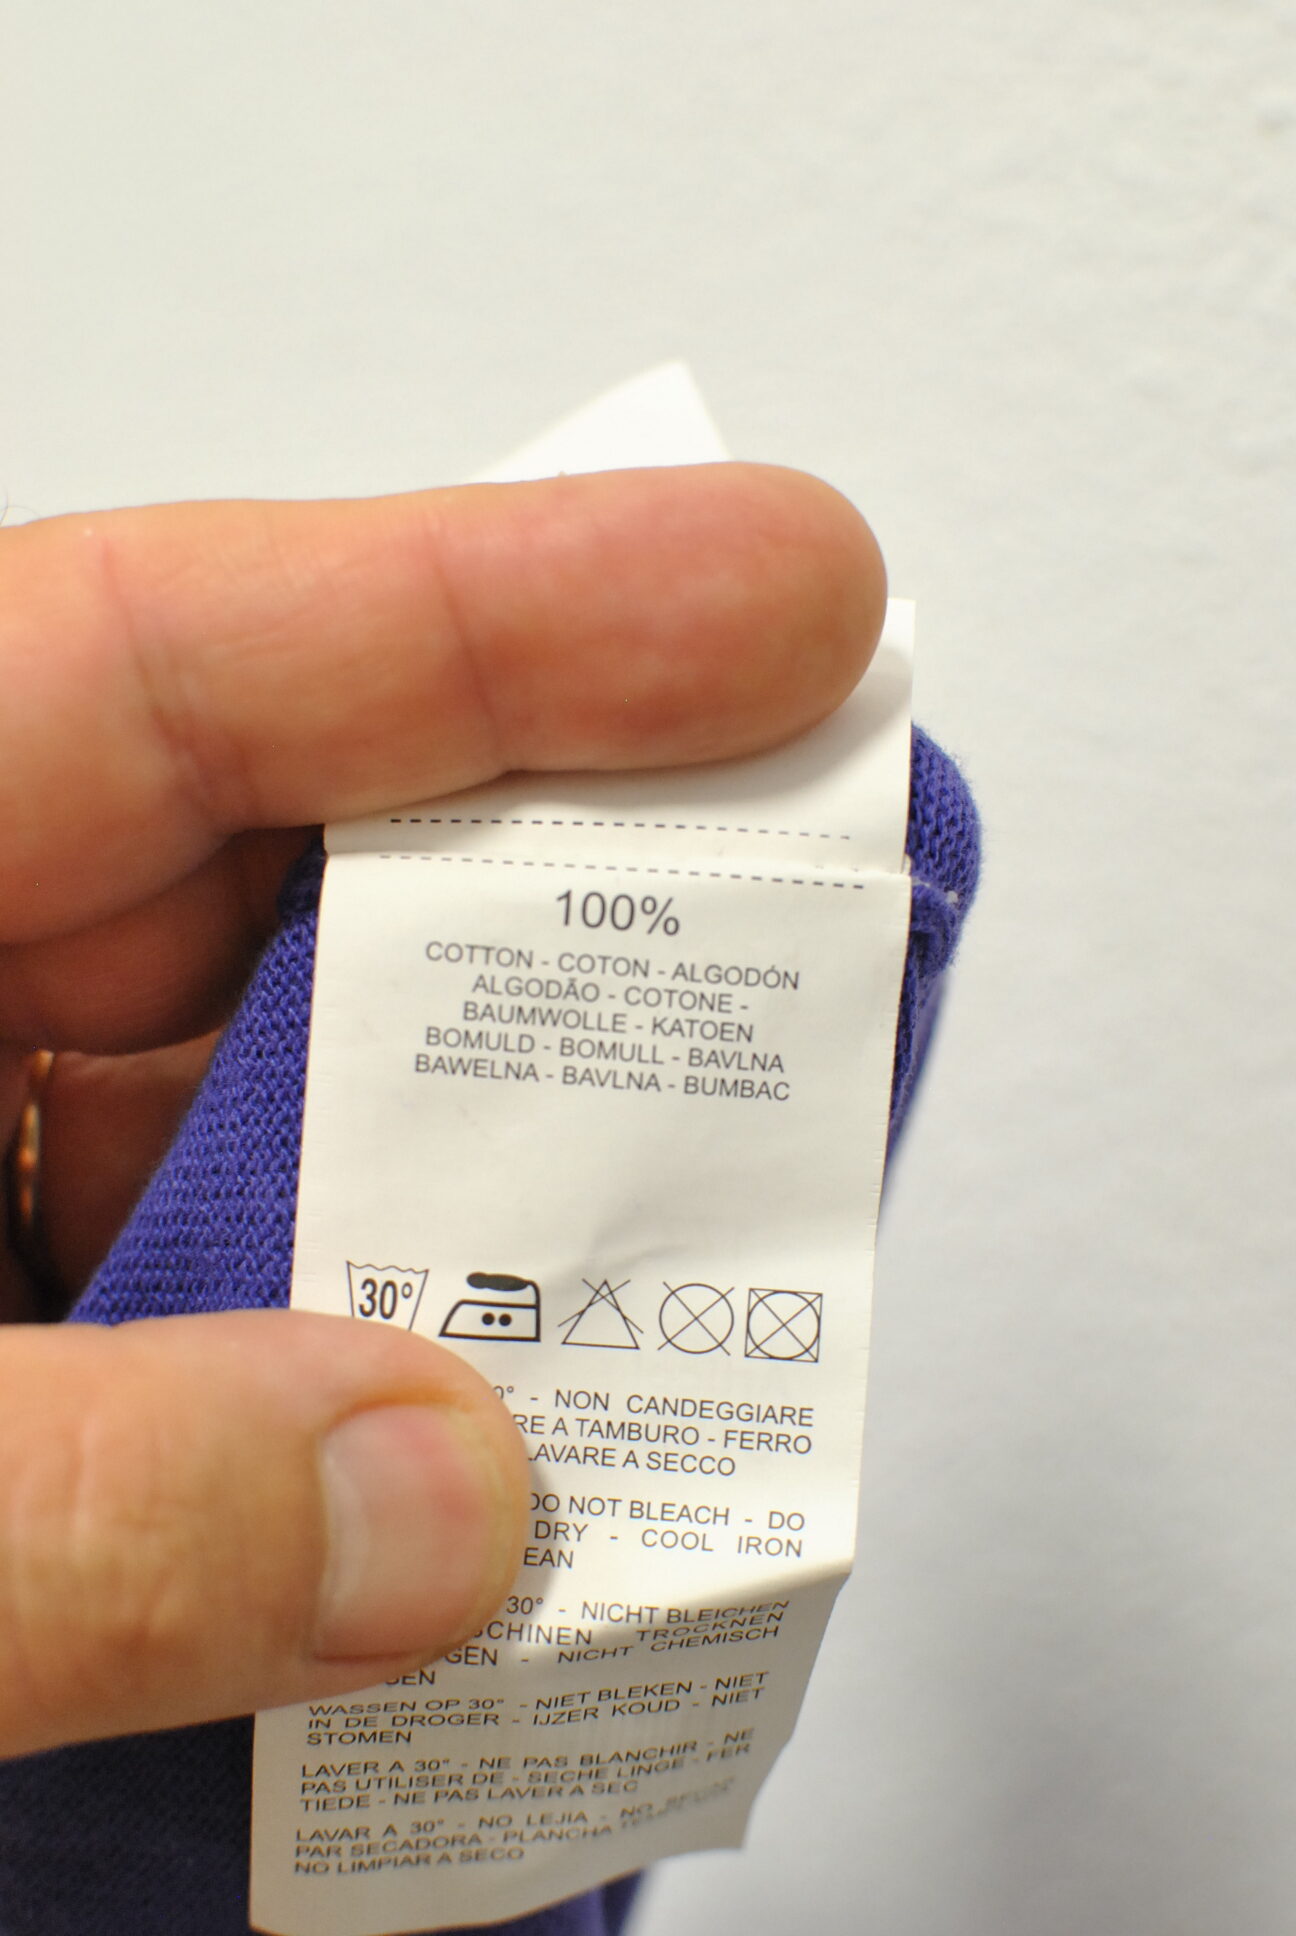 100%
COTTON - COTON - ALGODÓN
ALGODÃO - COTONE -
BAUMWOLLE - KATOEN
BOMULD - BOMULL - BAVLNA
BAWELNA - BAVLNA - BUMBAC
30°
0° - NON CANDEGGIARE
RE A TAMBURO - FERRO
LAVARE A SECCO
DO NOT BLEACH - DO
DRY - COOL IRON
EAN
30° - NICHT BLEICHEN
SCHINEN TROCKNEN
GEN - NICHT CHEMISCH
GEN
WASSEN OP 30° - NIET BLEKEN - NIET
IN DE DROGER - IJZER KOUD - NIET
STOMEN
LAVER A 30° - NE PAS BLANCHIR - NE
PAS UTILISER DE - SECHE LINGE - FER
TIEDE - NE PAS LAVER A SEC
LAVAR A 30° - NO LEJIA - NO SECAR
PAR SECADORA - PLANCHA
NO LIMPIAR A SECO